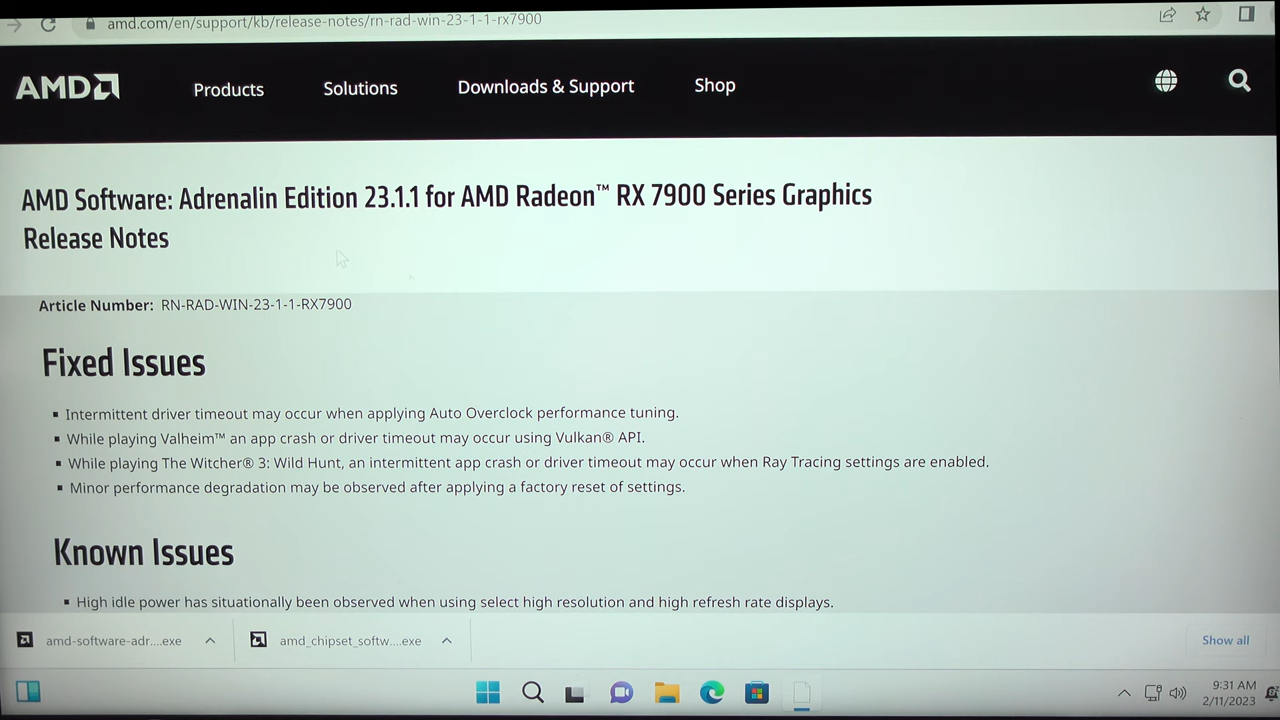 amd.com/en/support/kb/release-notes/rn-rad-win-23-1-1-rx7900
AMD Products Solutions Downloads & Support Shop
AMD Software: Adrenalin Edition 23.1.1 for AMD Radeon™ RX 7900 Series Graphics
Release Notes
Article Number: RN-RAD-WIN-23-1-1-RX7900
Fixed Issues
▪ Intermittent driver timeout may occur when applying Auto Overclock performance tuning.
▪ While playing Valheim™ an app crash or driver timeout may occur using Vulkan® API.
▪ While playing The Witcher® 3: Wild Hunt, an intermittent app crash or driver timeout may occur when Ray Tracing settings are enabled.
▪ Minor performance degradation may be observed after applying a factory reset of settings.
Known Issues
▪ High idle power has situationally been observed when using select high resolution and high refresh rate displays.
amd-software-adr....exe amd_chipset_softw....exe Show all
9:31 AM
2/11/2023